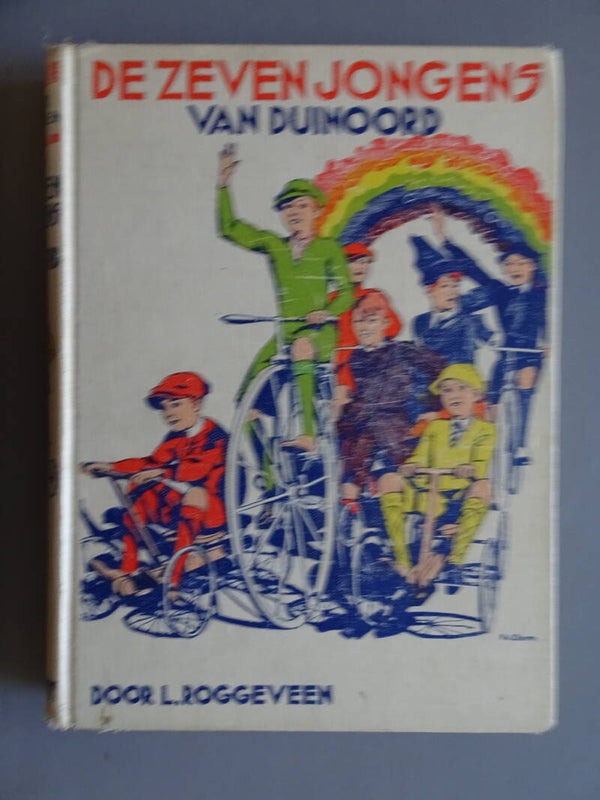 DE ZEVEN JONGENS
VAN DUINOORD
DOOR L. ROGGEVEEN